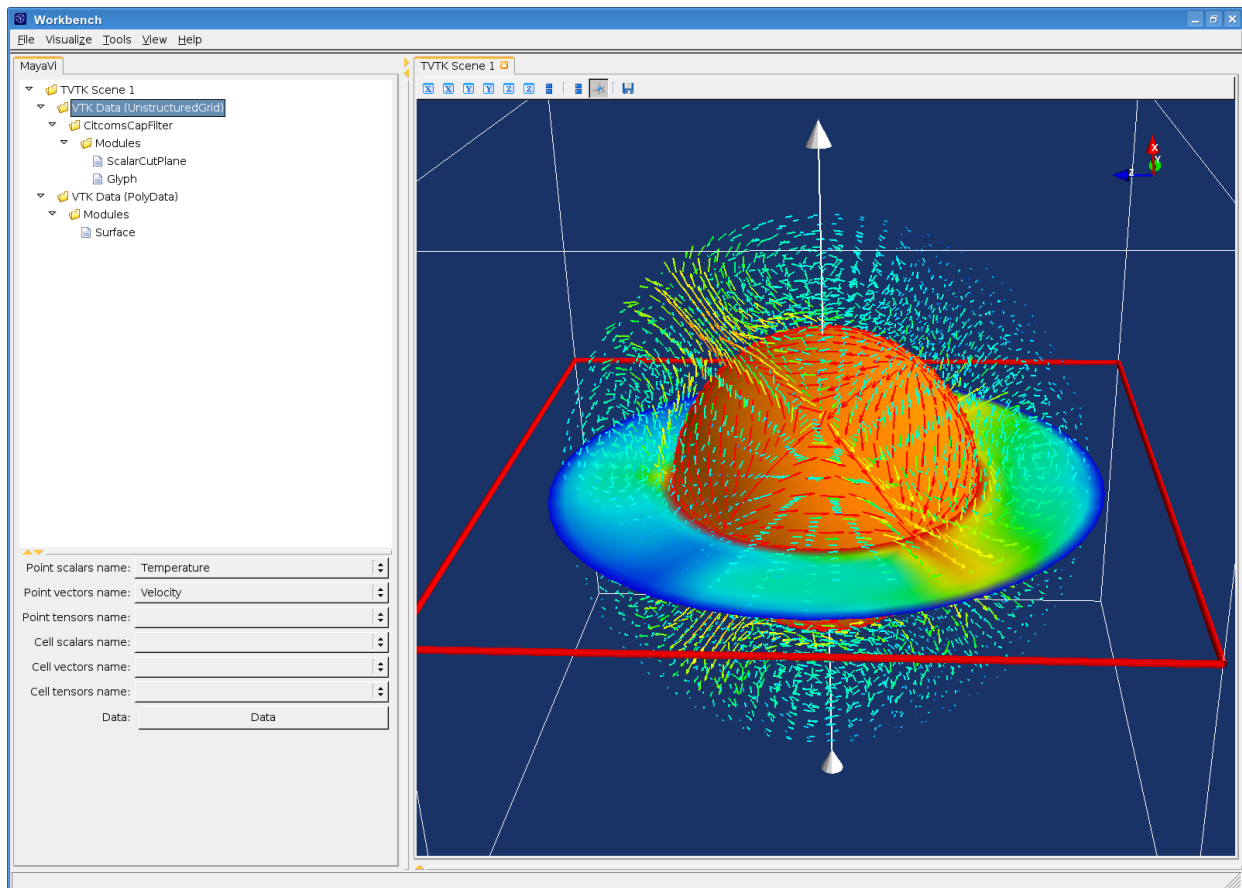 Workbench
File Visualize Tools View Help
MayaVi
TVTK Scene 1
VTK Data (UnstructuredGrid)
CitcomsCapFilter
Modules
ScalarCutPlane
Glyph
VTK Data (PolyData)
Modules
Surface
Point scalars name: Temperature
Point vectors name: Velocity
Point tensors name:
Cell scalars name:
Cell vectors name:
Cell tensors name:
Data: Data
TVTK Scene 1
X X Y Y Z Z
X
Y
Z